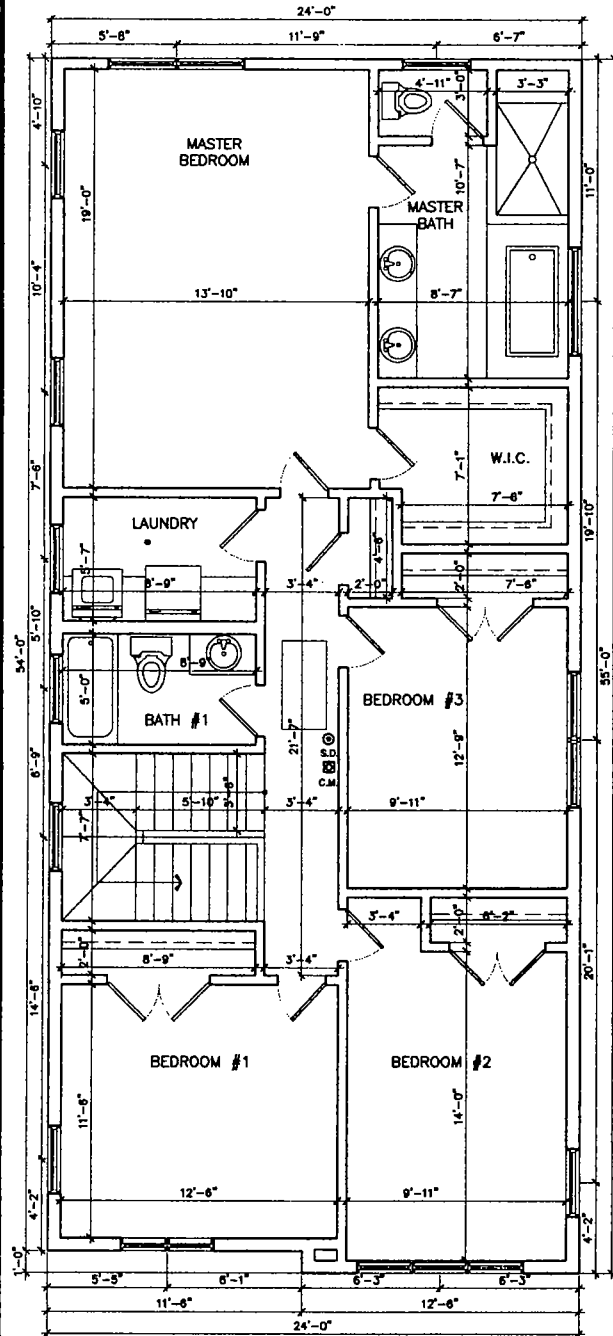 24'-0"
5'-8" 11'-9" 6'-7"
4'-11" 3'-0" 3'-3"
4'-10"
MASTER
BEDROOM
19'-0"
10'-7"
11'-0"
MASTER
BATH
10'-4"
13'-10" 8'-7"
W.I.C.
7'-1"
7'-6"
7'-6"
19'-10"
LAUNDRY
5'-7"
4'-6"
8'-9" 3'-4" 2'-0" 2'-0" 7'-6"
5'-10"
54'-0" 55'-0"
8'-9"
5'-0"
BATH #1
BEDROOM #3
21'-7"
12'-9"
S.D.
C.M.
6'-9"
3'-6"
3'-4" 5'-10" 3'-4" 9'-11"
7'-7"
3'-4" 2'-0" 6'-2"
2'-0"
8'-9" 3'-4"
20'-1"
14'-6"
BEDROOM #1 BEDROOM #2
11'-6"
14'-0"
12'-6" 9'-11"
4'-2" 4'-2"
1'-0"
5'-5" 6'-1" 6'-3" 6'-3"
11'-6" 12'-6"
24'-0"